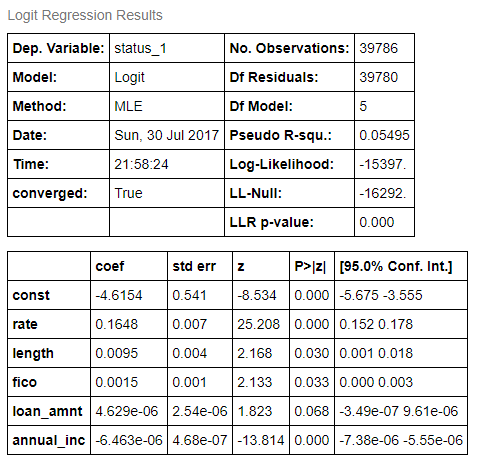 Logit Regression Results
Dep. Variable: status_1 No. Observations: 39786
Model: Logit Df Residuals: 39780
Method: MLE Df Model: 5
Date: Sun, 30 Jul 2017 Pseudo R-squ.: 0.05495
Time: 21:58:24 Log-Likelihood: -15397.
converged: True LL-Null: -16292.
LLR p-value: 0.000
coef std err z P>|z| [95.0% Conf. Int.]
const -4.6154 0.541 -8.534 0.000 -5.675 -3.555
rate 0.1648 0.007 25.208 0.000 0.152 0.178
length 0.0095 0.004 2.168 0.030 0.001 0.018
fico 0.0015 0.001 2.133 0.033 0.000 0.003
loan_amnt 4.629e-06 2.54e-06 1.823 0.068 -3.49e-07 9.61e-06
annual_inc -6.463e-06 4.68e-07 -13.814 0.000 -7.38e-06 -5.55e-06